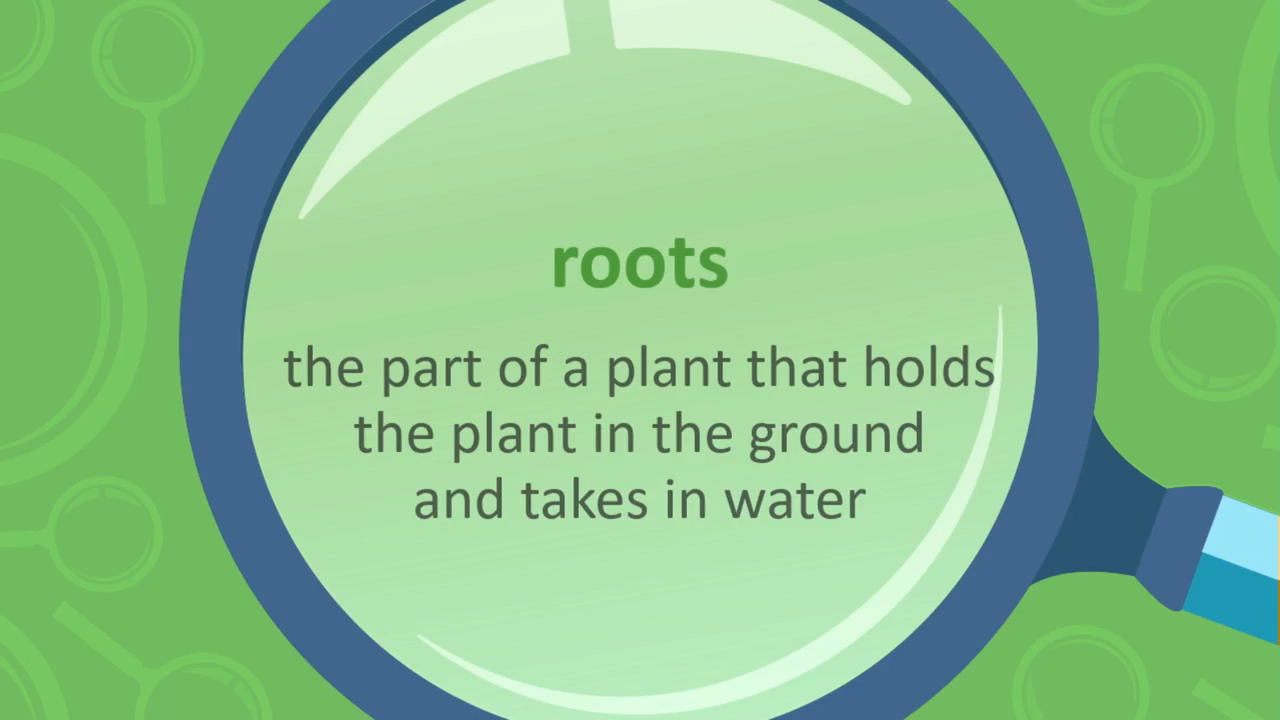 roots
the part of a plant that holds
the plant in the ground
and takes in water